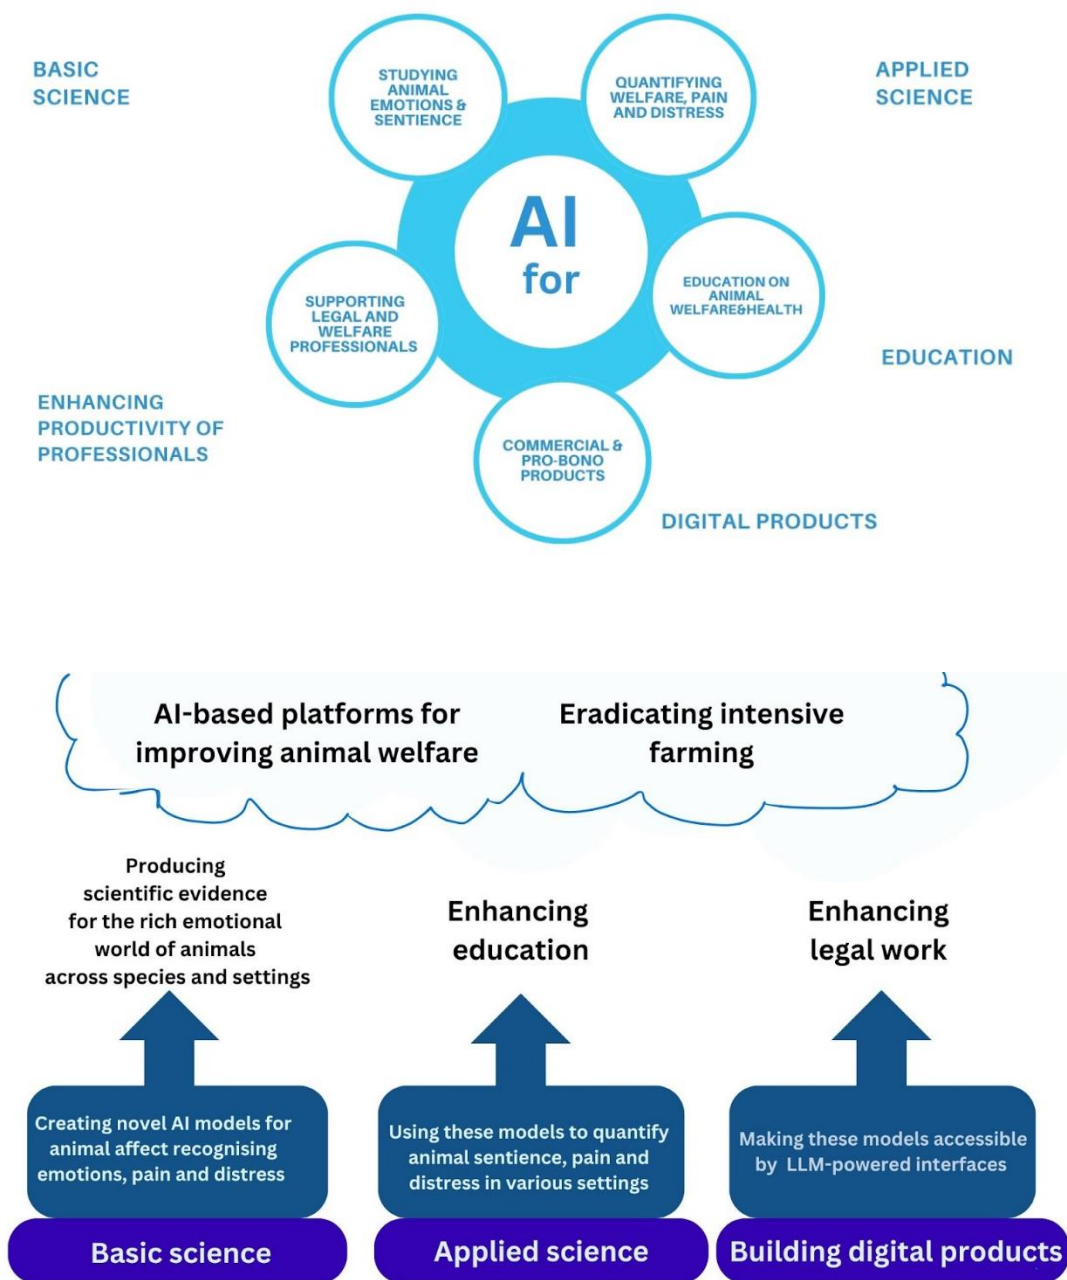 BASIC
SCIENCE
STUDYING
ANIMAL
EMOTIONS &
SENTIENCE
QUANTIFYING
WELFARE, PAIN
AND DISTRESS
APPLIED
SCIENCE
AI
for
SUPPORTING
LEGAL AND
WELFARE
PROFESSIONALS
EDUCATION ON
ANIMAL
WELFARE&HEALTH
EDUCATION
ENHANCING
PRODUCTIVITY OF
PROFESSIONALS
COMMERCIAL &
PRO-BONO
PRODUCTS
DIGITAL PRODUCTS
AI-based platforms for
improving animal welfare
Eradicating intensive
farming
Producing
scientific evidence
for the rich emotional
world of animals
across species and settings
Enhancing
education
Enhancing
legal work
Creating novel AI models for
animal affect recognising
emotions, pain and distress
Using these models to quantify
animal sentience, pain and
distress in various settings
Making these models accessible
by LLM-powered interfaces
Basic science
Applied science
Building digital products